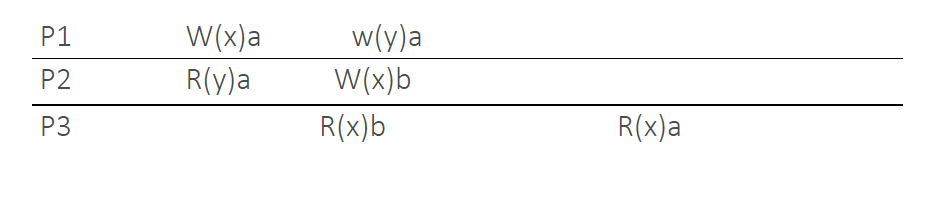 P1 W(x)a w(y)a
P2 R(y)a W(x)b
P3 R(x)b R(x)a